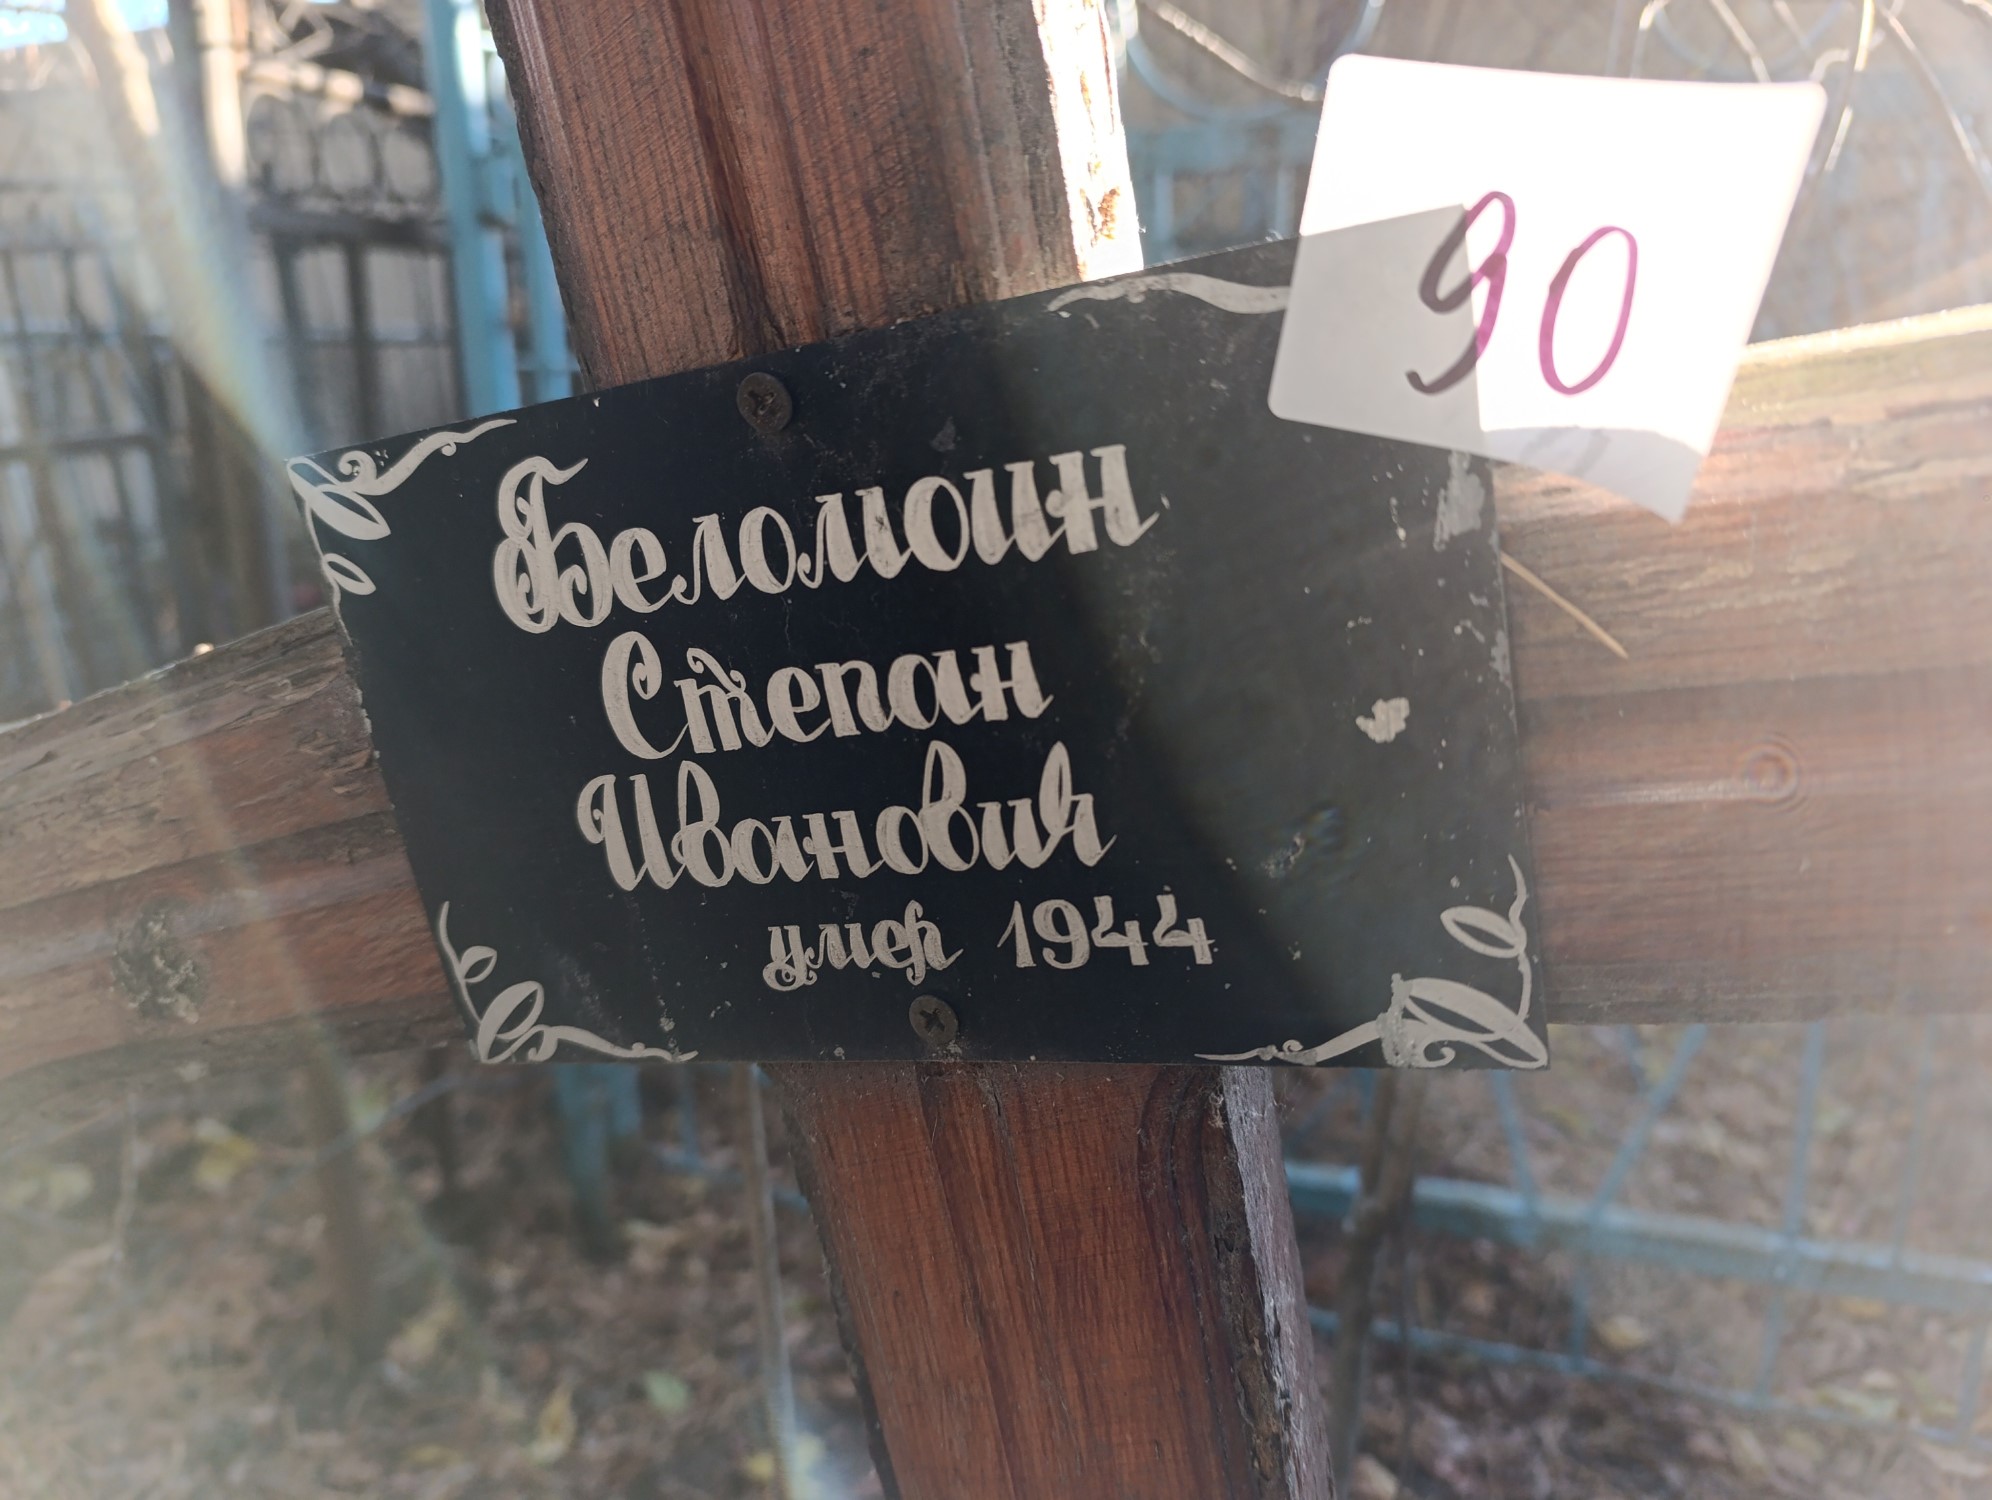 90
Беломоин
Степан
Иванович
умер 1944